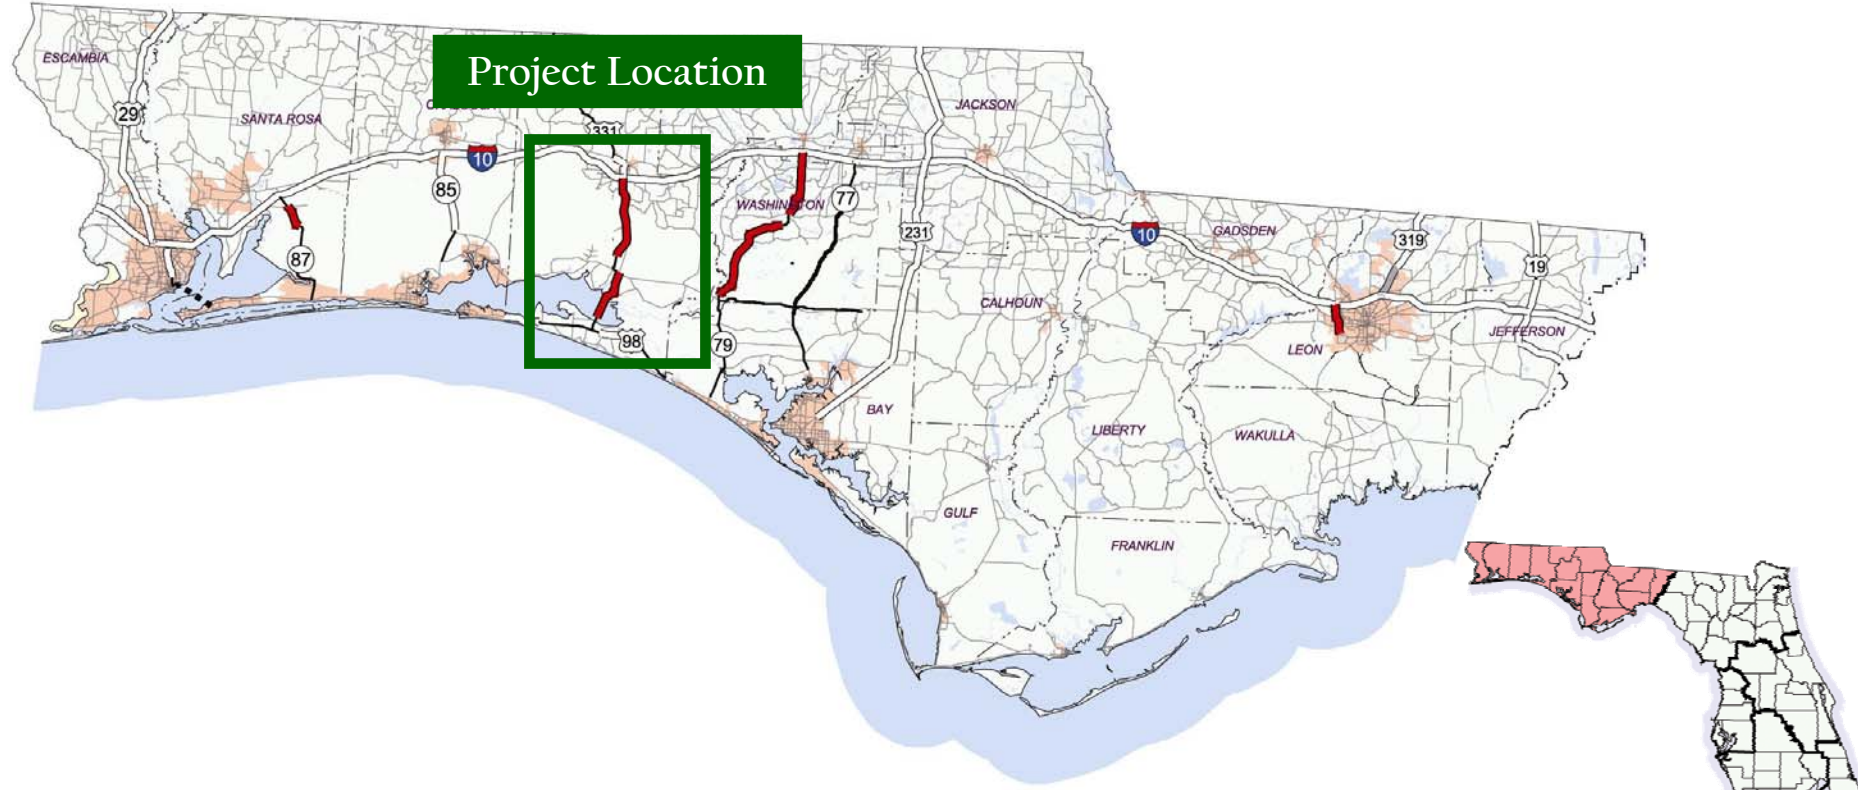 Project Location
ESCAMBIA
29
SANTA ROSA
JACKSON
331
10
85
WASHINGTON
77
231
10
GADSDEN
319
19
87
CALHOUN
98
79
LEON
JEFFERSON
BAY
LIBERTY
WAKULLA
GULF
FRANKLIN